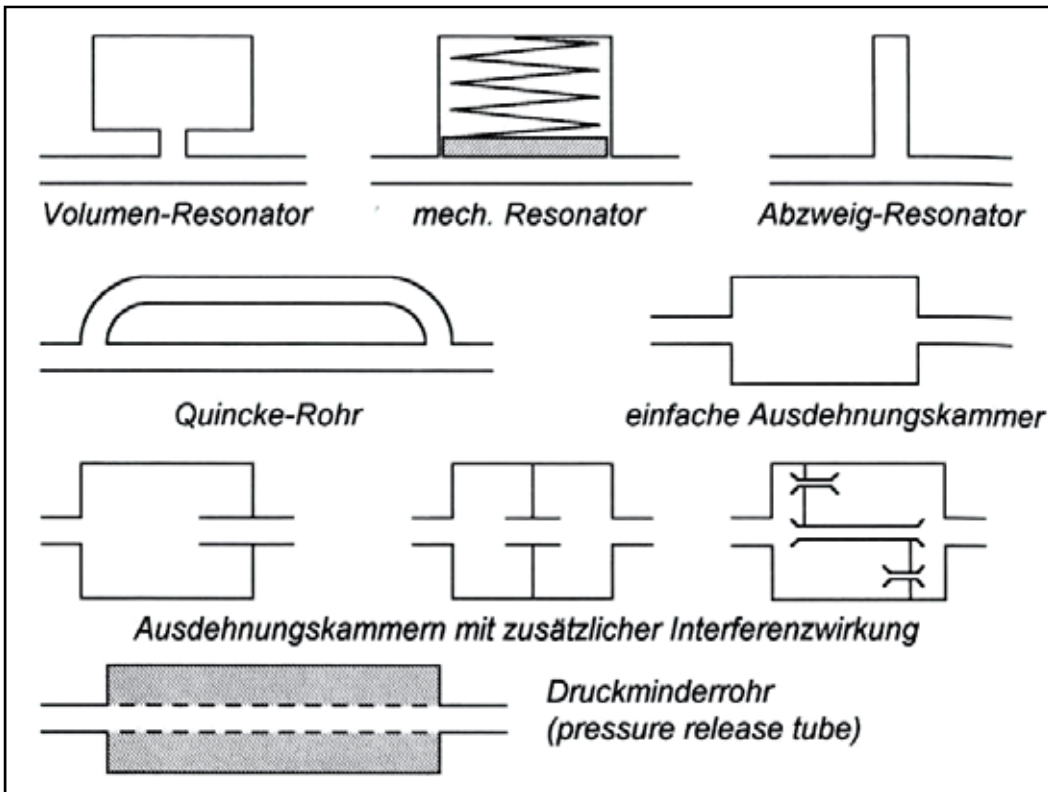 Volumen-Resonator
mech. Resonator
Abzweig-Resonator
Quincke-Rohr
einfache Ausdehnungskammer
Ausdehnungskammern mit zusätzlicher Interferenzwirkung
Druckminderrohr
(pressure release tube)